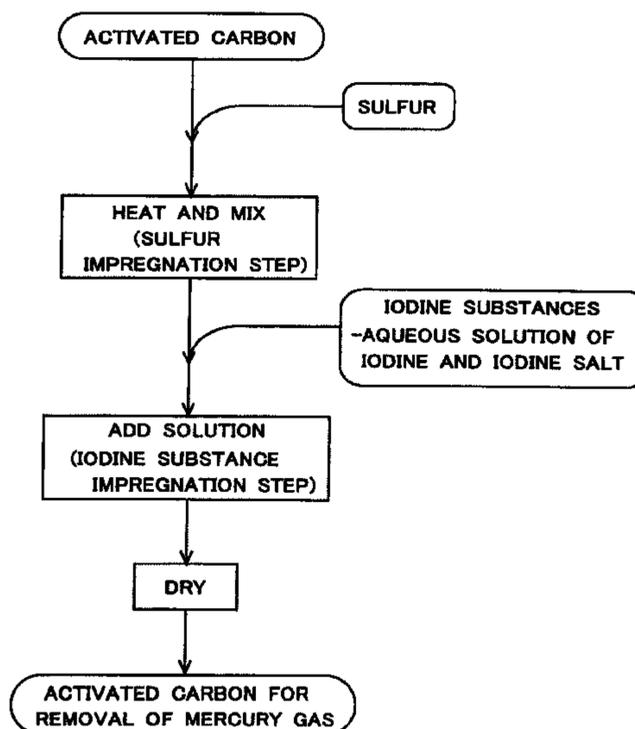 ACTIVATED CARBON
SULFUR
HEAT AND MIX
(SULFUR
IMPREGNATION STEP)
IODINE SUBSTANCES
-AQUEOUS SOLUTION OF
IODINE AND IODINE SALT
ADD SOLUTION
(IODINE SUBSTANCE
IMPREGNATION STEP)
DRY
ACTIVATED CARBON FOR
REMOVAL OF MERCURY GAS